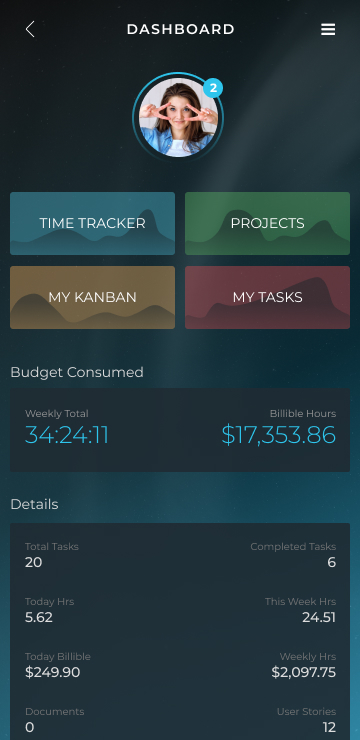 DASHBOARD
2
TIME TRACKER PROJECTS
MY KANBAN MY TASKS
Budget Consumed
Weekly Total Billible Hours
34:24:11 $17,353.86
Details
Total Tasks Completed Tasks
20 6
Today Hrs This Week Hrs
5.62 24.51
Today Billible Weekly Hrs
$249.90 $2,097.75
Documents User Stories
0 12